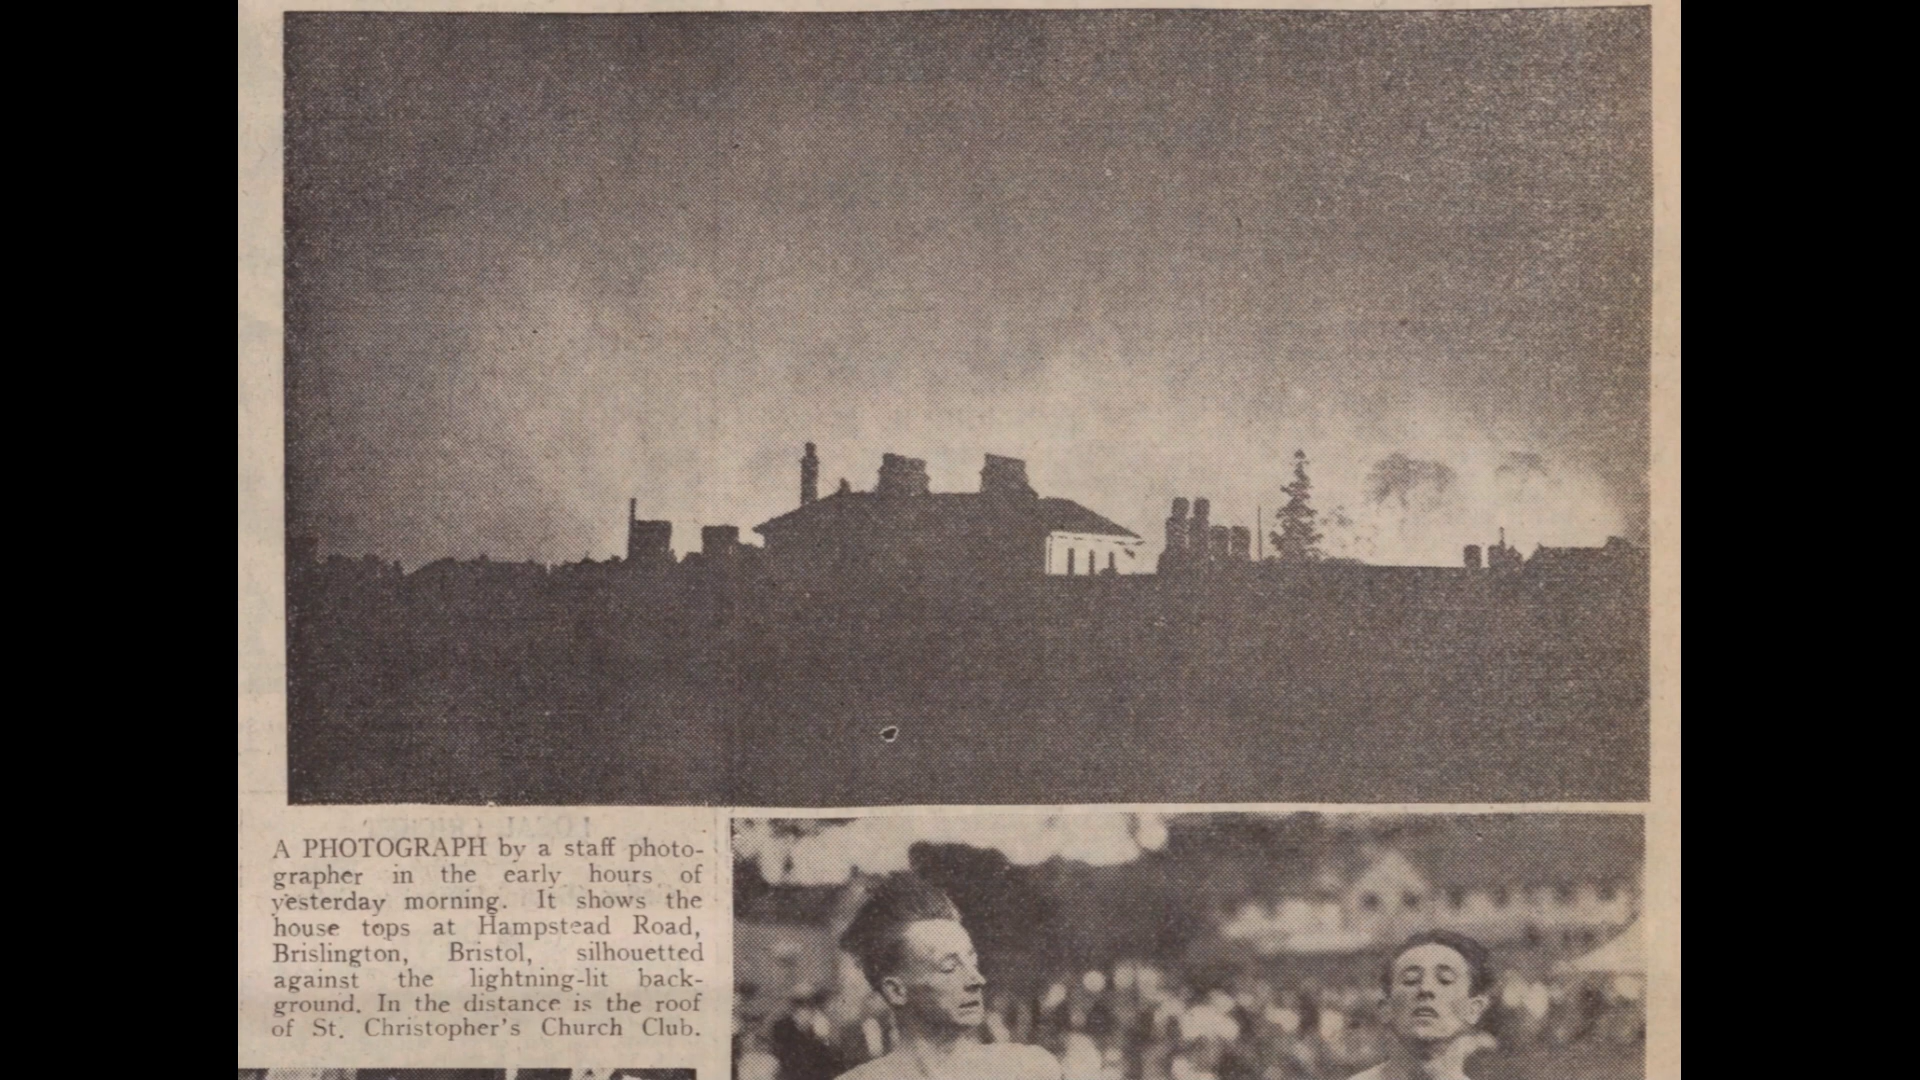 A PHOTOGRAPH by a staff photo-
grapher in the early hours of
yesterday morning. It shows the
house tops at Hampstead Road,
Brislington, Bristol, silhouetted
against the lightning-lit back-
ground. In the distance is the roof
of St. Christopher's Church Club.